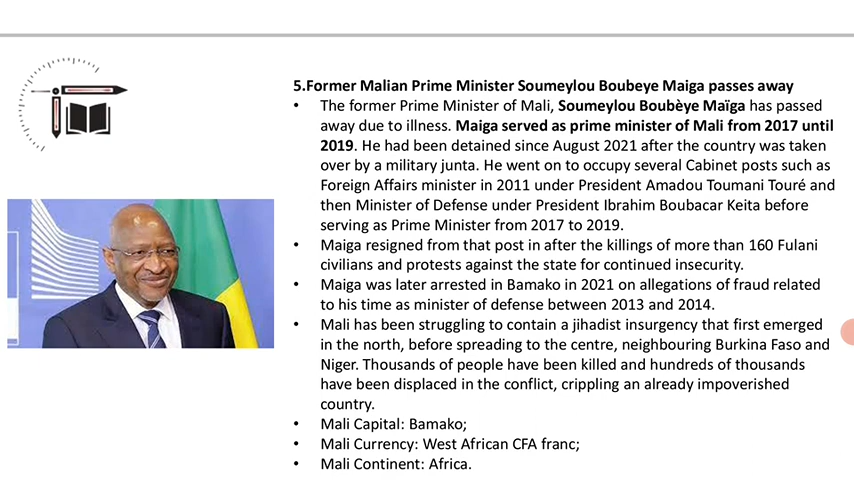 5.Former Malian Prime Minister Soumeylou Boubeye Maiga passes away
• The former Prime Minister of Mali, Soumeylou Boubèye Maïga has passed
away due to illness. Maiga served as prime minister of Mali from 2017 until
2019. He had been detained since August 2021 after the country was taken
over by a military junta. He went on to occupy several Cabinet posts such as
Foreign Affairs minister in 2011 under President Amadou Toumani Touré and
then Minister of Defense under President Ibrahim Boubacar Keita before
serving as Prime Minister from 2017 to 2019.
• Maiga resigned from that post in after the killings of more than 160 Fulani
civilians and protests against the state for continued insecurity.
• Maiga was later arrested in Bamako in 2021 on allegations of fraud related
to his time as minister of defense between 2013 and 2014.
• Mali has been struggling to contain a jihadist insurgency that first emerged
in the north, before spreading to the centre, neighbouring Burkina Faso and
Niger. Thousands of people have been killed and hundreds of thousands
have been displaced in the conflict, crippling an already impoverished
country.
• Mali Capital: Bamako;
• Mali Currency: West African CFA franc;
• Mali Continent: Africa.